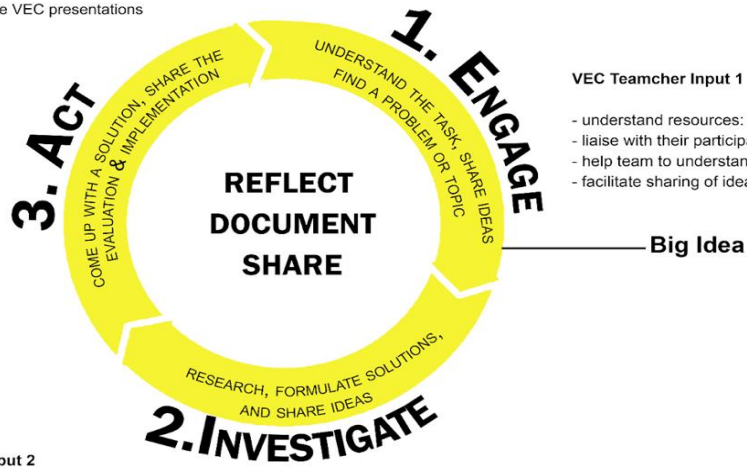 e VEC presentations
1. ENGAGE
UNDERSTAND THE TASK, SHARE IDEAS
FIND A PROBLEM OR TOPIC
VEC Teamcher Input 1
- understand resources:
- liaise with their particip
- help team to understan
- facilitate sharing of idea
Big Idea
3. ACT
COME UP WITH A SOLUTION, SHARE THE
EVALUATION & IMPLEMENTATION
REFLECT
DOCUMENT
SHARE
RESEARCH, FORMULATE SOLUTIONS,
AND SHARE IDEAS
2.INVESTIGATE
put 2